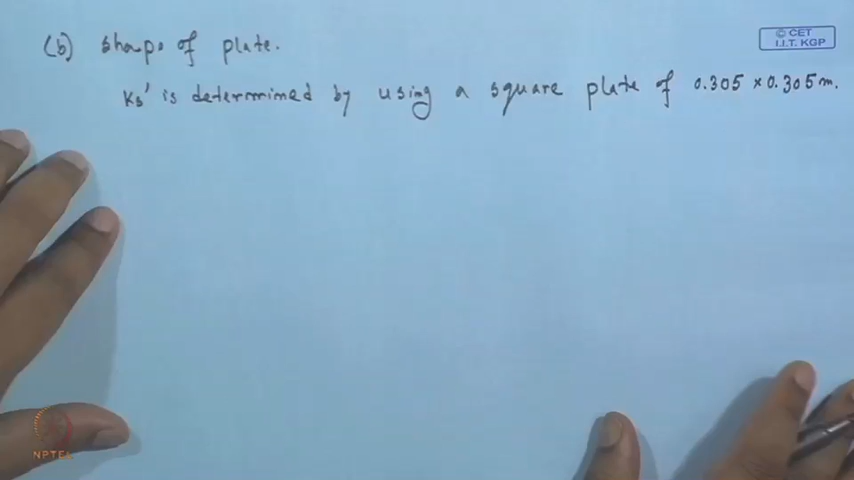 (b) shape of plate.
© CET
I.I.T. KGP
ks' is determined by using a square plate of 0.305 × 0.305 m.
NPTEL